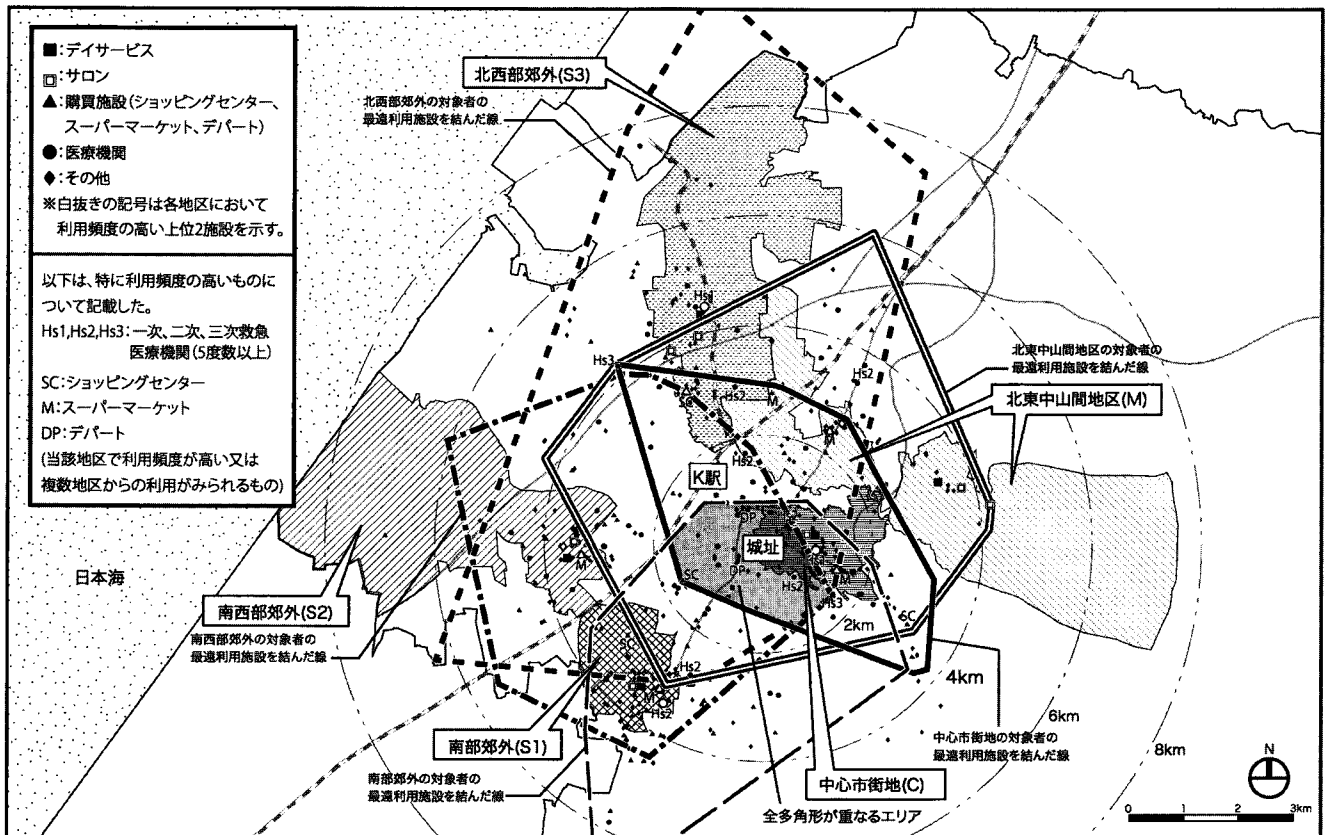 ■:デイサービス
回:サロン
▲:購買施設(ショッピングセンター、
スーパーマーケット、デパート)
●:医療機関
◆:その他
※白抜きの記号は各地区において
利用頻度の高い上位2施設を示す。
以下は、特に利用頻度の高いものに
ついて記載した。
Hs1,Hs2,Hs3:一次、二次、三次救急
医療機関(5度数以上)
SC:ショッピングセンター
M:スーパーマーケット
DP:デパート
(当該地区で利用頻度が高い又は
複数地区からの利用がみられるもの)
北西部郊外(S3)
北西部郊外の対象者の
最遠利用施設を結んだ線
Hs1
Hs3
SC
Hs2
M
Hs2
北東中山間地区の対象者の
最遠利用施設を結んだ線
北東中山間地区(M)
M
Hs2
K駅
DP
城址
DP
SC
Hs2
M
Hs3
SC
2km
4km
6km
8km
日本海
M
南西部郊外(S2)
南西部郊外の対象者の
最遠利用施設を結んだ線
SC
Hs2
M
Hs2
南部郊外(S1)
南部郊外の対象者の
最遠利用施設を結んだ線
中心市街地の対象者の
最遠利用施設を結んだ線
中心市街地(C)
全多角形が重なるエリア
N
0 1 2 3km